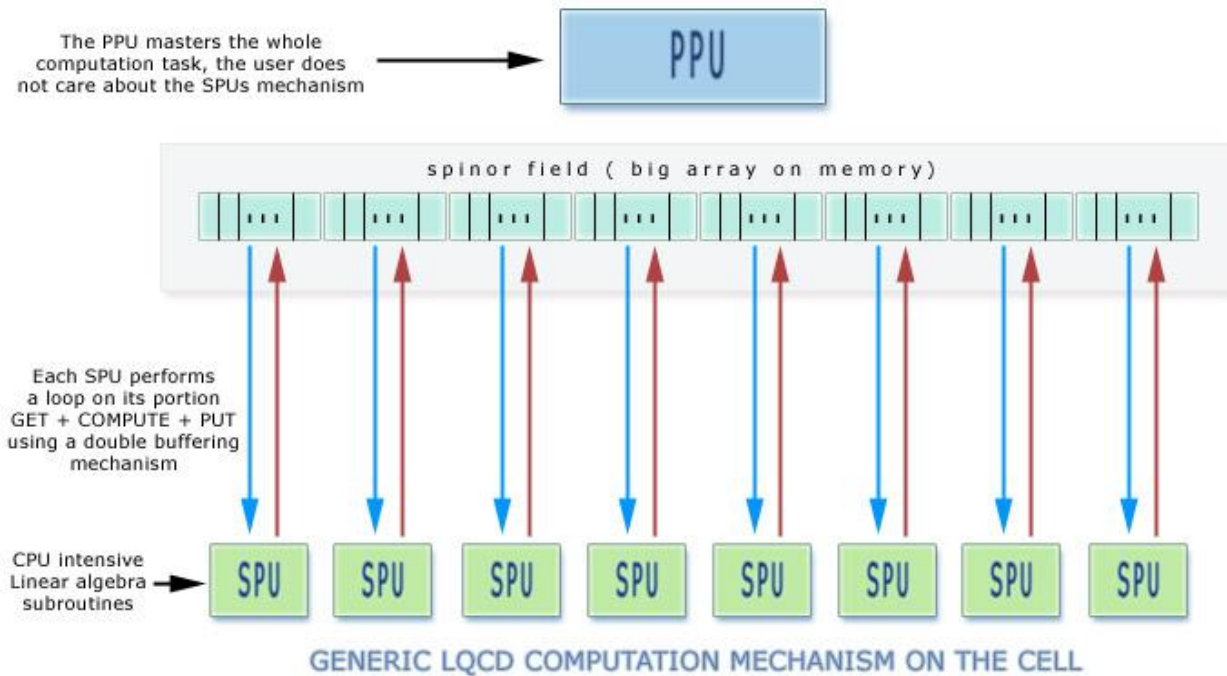 The PPU masters the whole
computation task, the user does
not care about the SPUs mechanism
PPU
spinor field ( big array on memory)
Each SPU performs
a loop on its portion
GET + COMPUTE + PUT
using a double buffering
mechanism
CPU intensive
Linear algebra
subroutines
SPU SPU SPU SPU SPU SPU SPU SPU
GENERIC LQCD COMPUTATION MECHANISM ON THE CELL